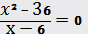 x² - 36 / x - 6 = 0